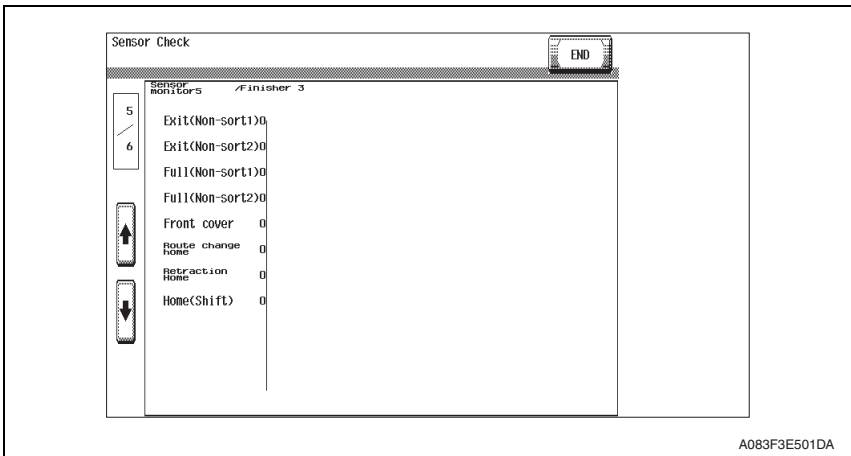 Sensor Check
END
Sensor monitors /Finisher 3
5
/
6
Exit(Non-sort1)0
Exit(Non-sort2)0
Full(Non-sort1)0
Full(Non-sort2)0
Front cover 0
Route change home 0
Retraction Home 0
Home(Shift) 0
A083F3E501DA